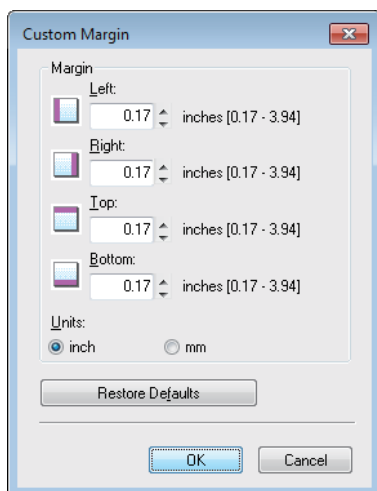 Custom Margin
Margin
Left:
0.17 inches [0.17 - 3.94]
Right:
0.17 inches [0.17 - 3.94]
Top:
0.17 inches [0.17 - 3.94]
Bottom:
0.17 inches [0.17 - 3.94]
Units:
inch mm
Restore Defaults
OK Cancel